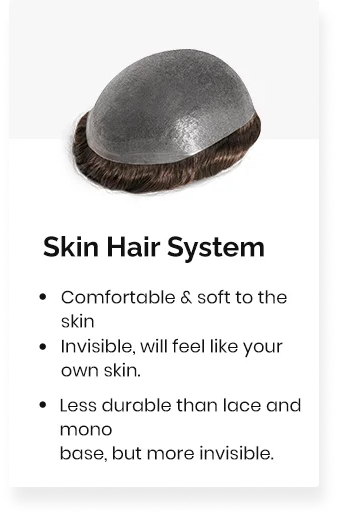 Skin Hair System
• Comfortable & soft to the
skin
• Invisible, will feel like your
own skin.
• Less durable than lace and
mono
base, but more invisible.